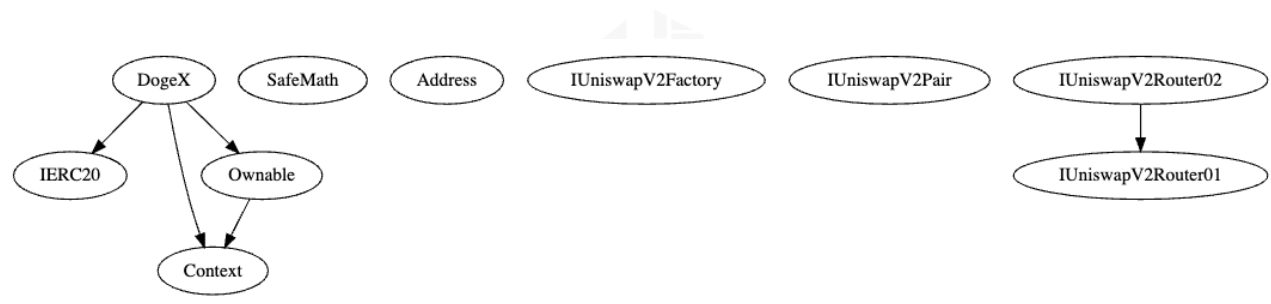 DogeX
SafeMath
Address
IUniswapV2Factory
IUniswapV2Pair
IUniswapV2Router02
IERC20
Ownable
IUniswapV2Router01
Context